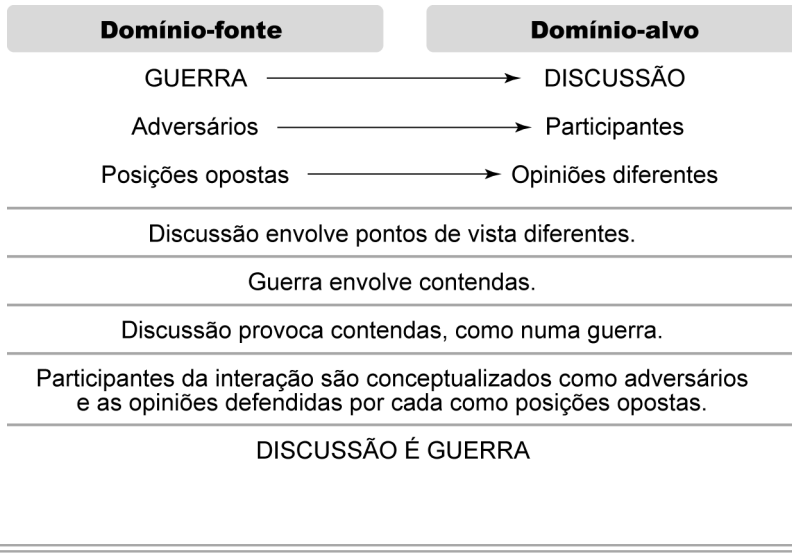 Domínio-fonte Domínio-alvo
GUERRA DISCUSSÃO
Adversários Participantes
Posições opostas Opiniões diferentes
Discussão envolve pontos de vista diferentes.
Guerra envolve contendas.
Discussão provoca contendas, como numa guerra.
Participantes da interação são conceptualizados como adversários
e as opiniões defendidas por cada como posições opostas.
DISCUSSÃO É GUERRA